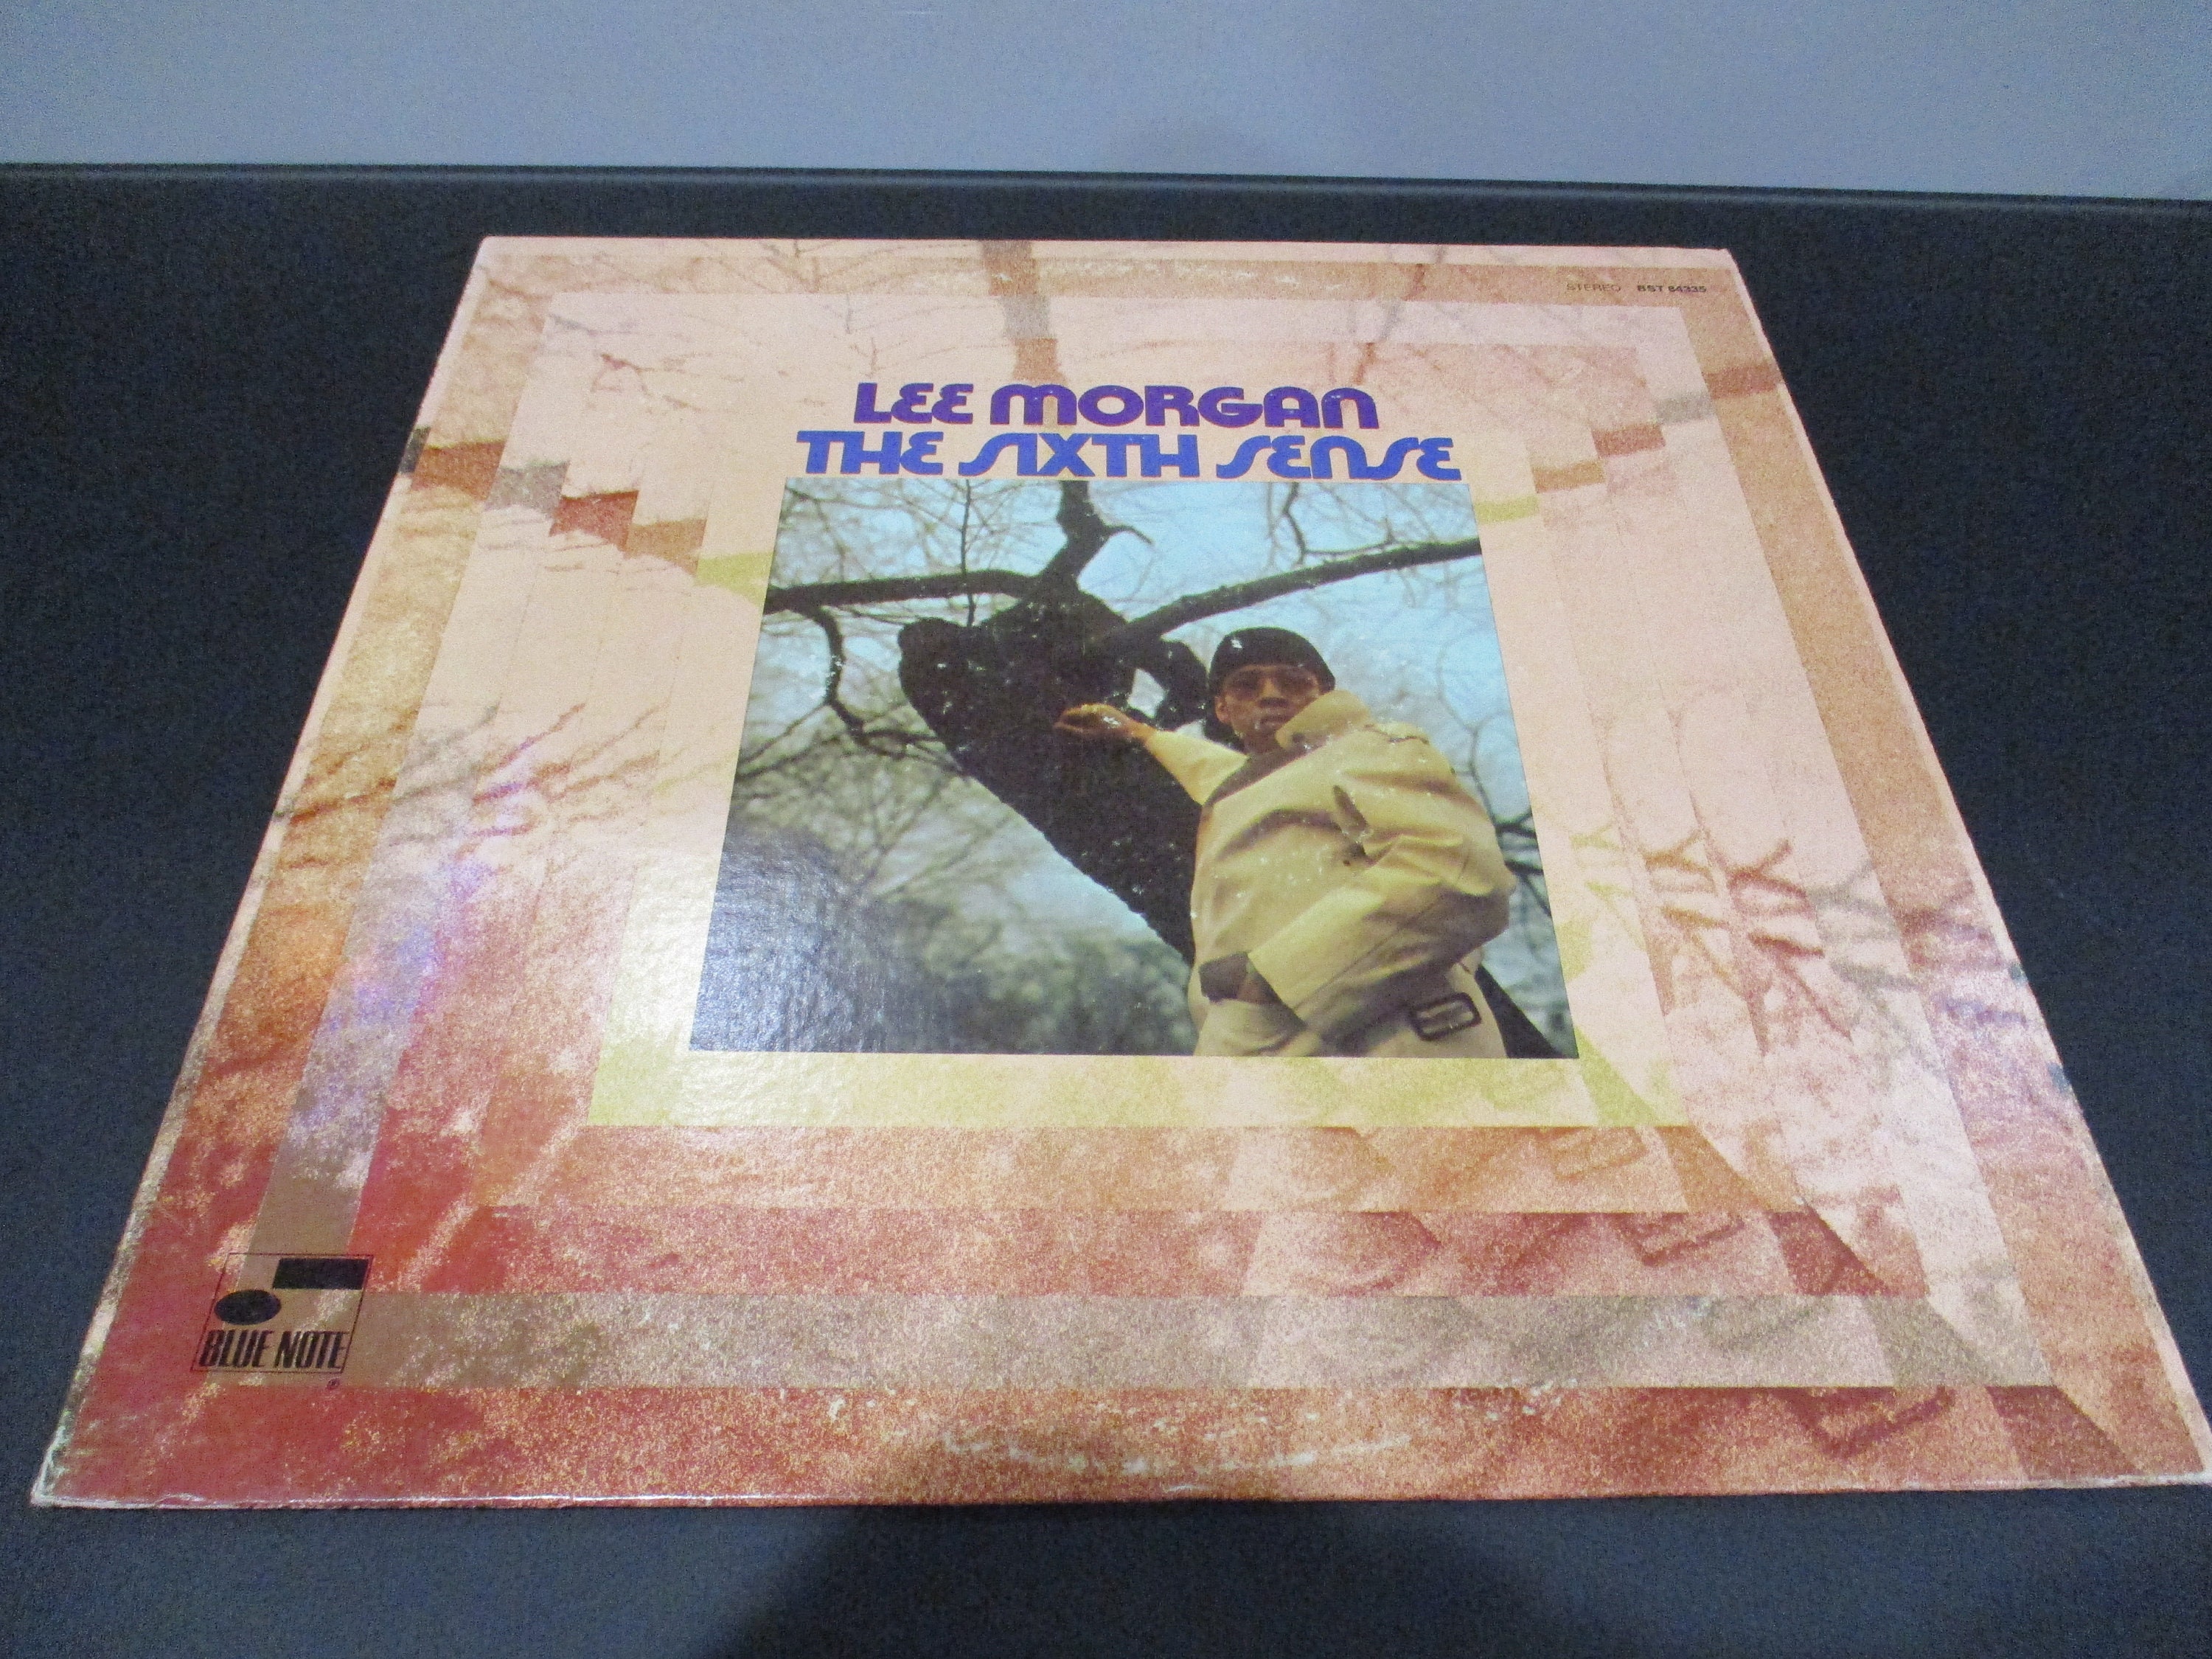 STEREO BST 84335
LEE MORGAN
THE SIXTH SENSE
BLUE NOTE
®